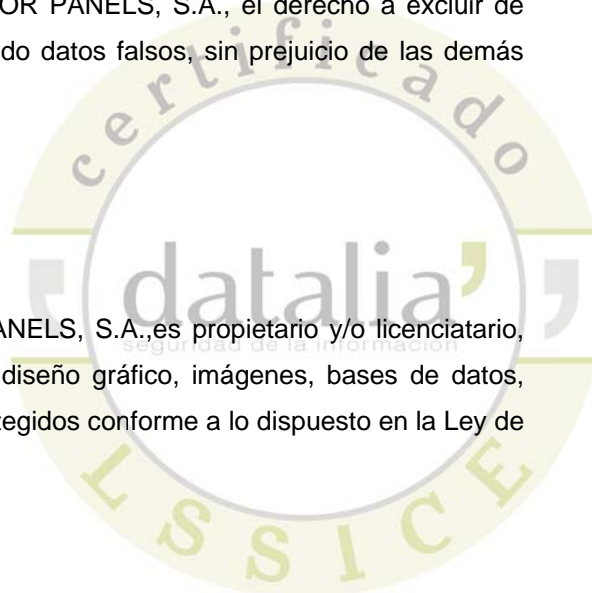 OR PANELS, S.A., el derecho a excluir de
do datos falsos, sin prejuicio de las demás
certificado
datalia
seguridad de la información
ANELS, S.A.,es propietario y/o licenciatario,
diseño gráfico, imágenes, bases de datos,
tegidos conforme a lo dispuesto en la Ley de
LSSICE